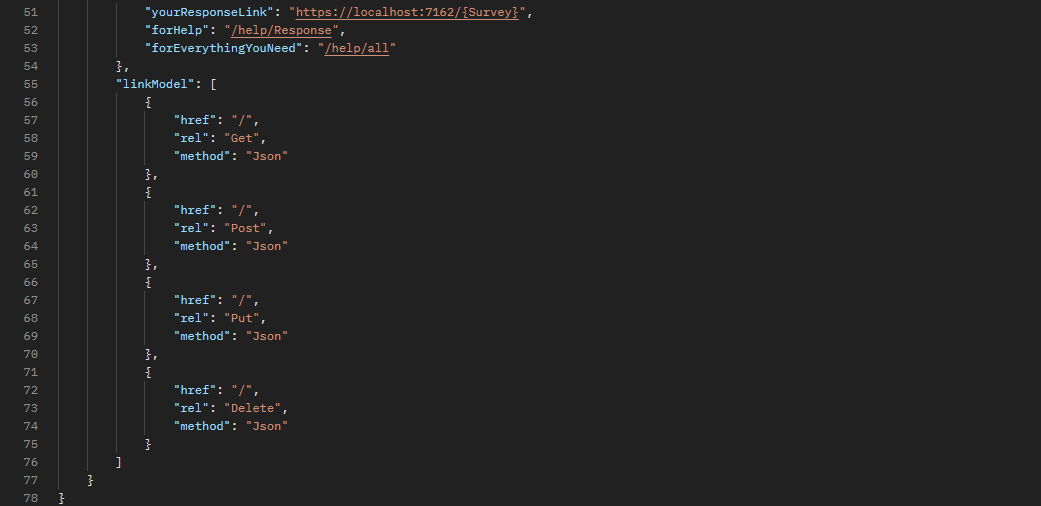 51 "yourResponseLink": "https://localhost:7162/{Survey}",
52 "forHelp": "/help/Response",
53 "forEverythingYouNeed": "/help/all"
54 },
55 "linkModel": [
56 {
57 "href": "/",
58 "rel": "Get",
59 "method": "Json"
60 },
61 {
62 "href": "/",
63 "rel": "Post",
64 "method": "Json"
65 },
66 {
67 "href": "/",
68 "rel": "Put",
69 "method": "Json"
70 },
71 {
72 "href": "/",
73 "rel": "Delete",
74 "method": "Json"
75 }
76 ]
77 }
78 }